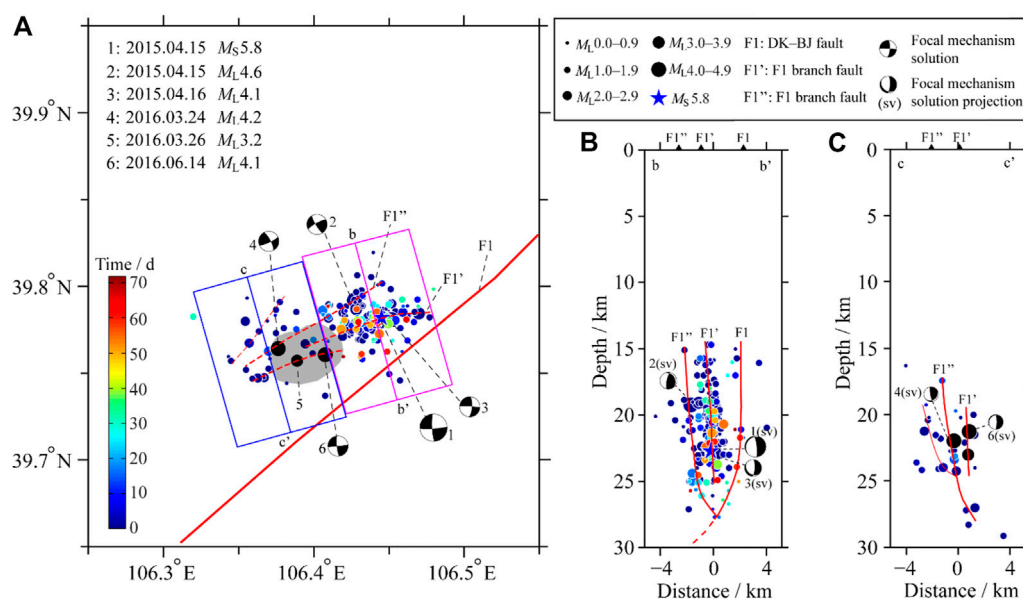 A
1: 2015.04.15 MS5.8
2: 2015.04.15 ML4.6
3: 2015.04.16 ML4.1
4: 2016.03.24 ML4.2
5: 2016.03.26 ML3.2
6: 2016.06.14 ML4.1
39.9°N
39.8°N
39.7°N
106.3°E 106.4°E 106.5°E
Time / d
70
60
50
40
30
20
10
0
4
2
b
F1''
F1
c
F1'
5
c'
b'
3
6
1
ML0.0–0.9 ML3.0–3.9 F1: DK–BJ fault Focal mechanism
solution
ML1.0–1.9 ML4.0–4.9 F1': F1 branch fault
ML2.0–2.9 MS5.8 F1'': F1 branch fault Focal mechanism
(sv) solution projection
B
F1'' F1' F1
b b'
0
5
10
15
20
25
30
Depth / km
F1'' F1' F1
2(sv)
1(sv)
3(sv)
−4 0 4
Distance / km
C
F1'' F1'
c c'
0
5
10
15
20
25
30
Depth / km
F1''
4(sv)
F1'
6(sv)
−4 0 4
Distance / km